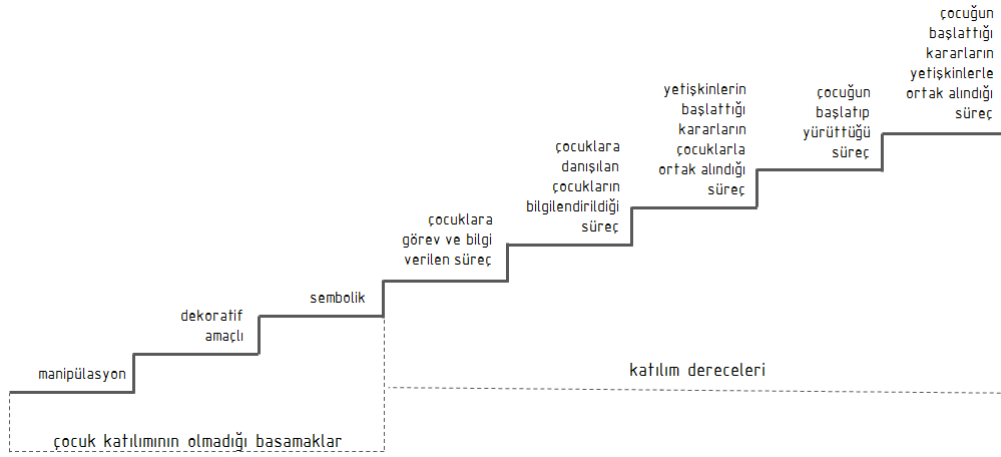 manipülasyon
dekoratif
amaçlı
sembolik
çocuklara
görev ve bilgi
verilen süreç
çocuklara
danışılan
çocukların
bilgilendirildiği
süreç
yetişkinlerin
başlattığı
kararların
çocuklarla
ortak alındığı
süreç
çocuğun
başlatıp
yürüttüğü
süreç
çocuğun
başlattığı
kararların
yetişkinlerle
ortak alındığı
süreç
çocuk katılımının olmadığı basamaklar
katılım dereceleri